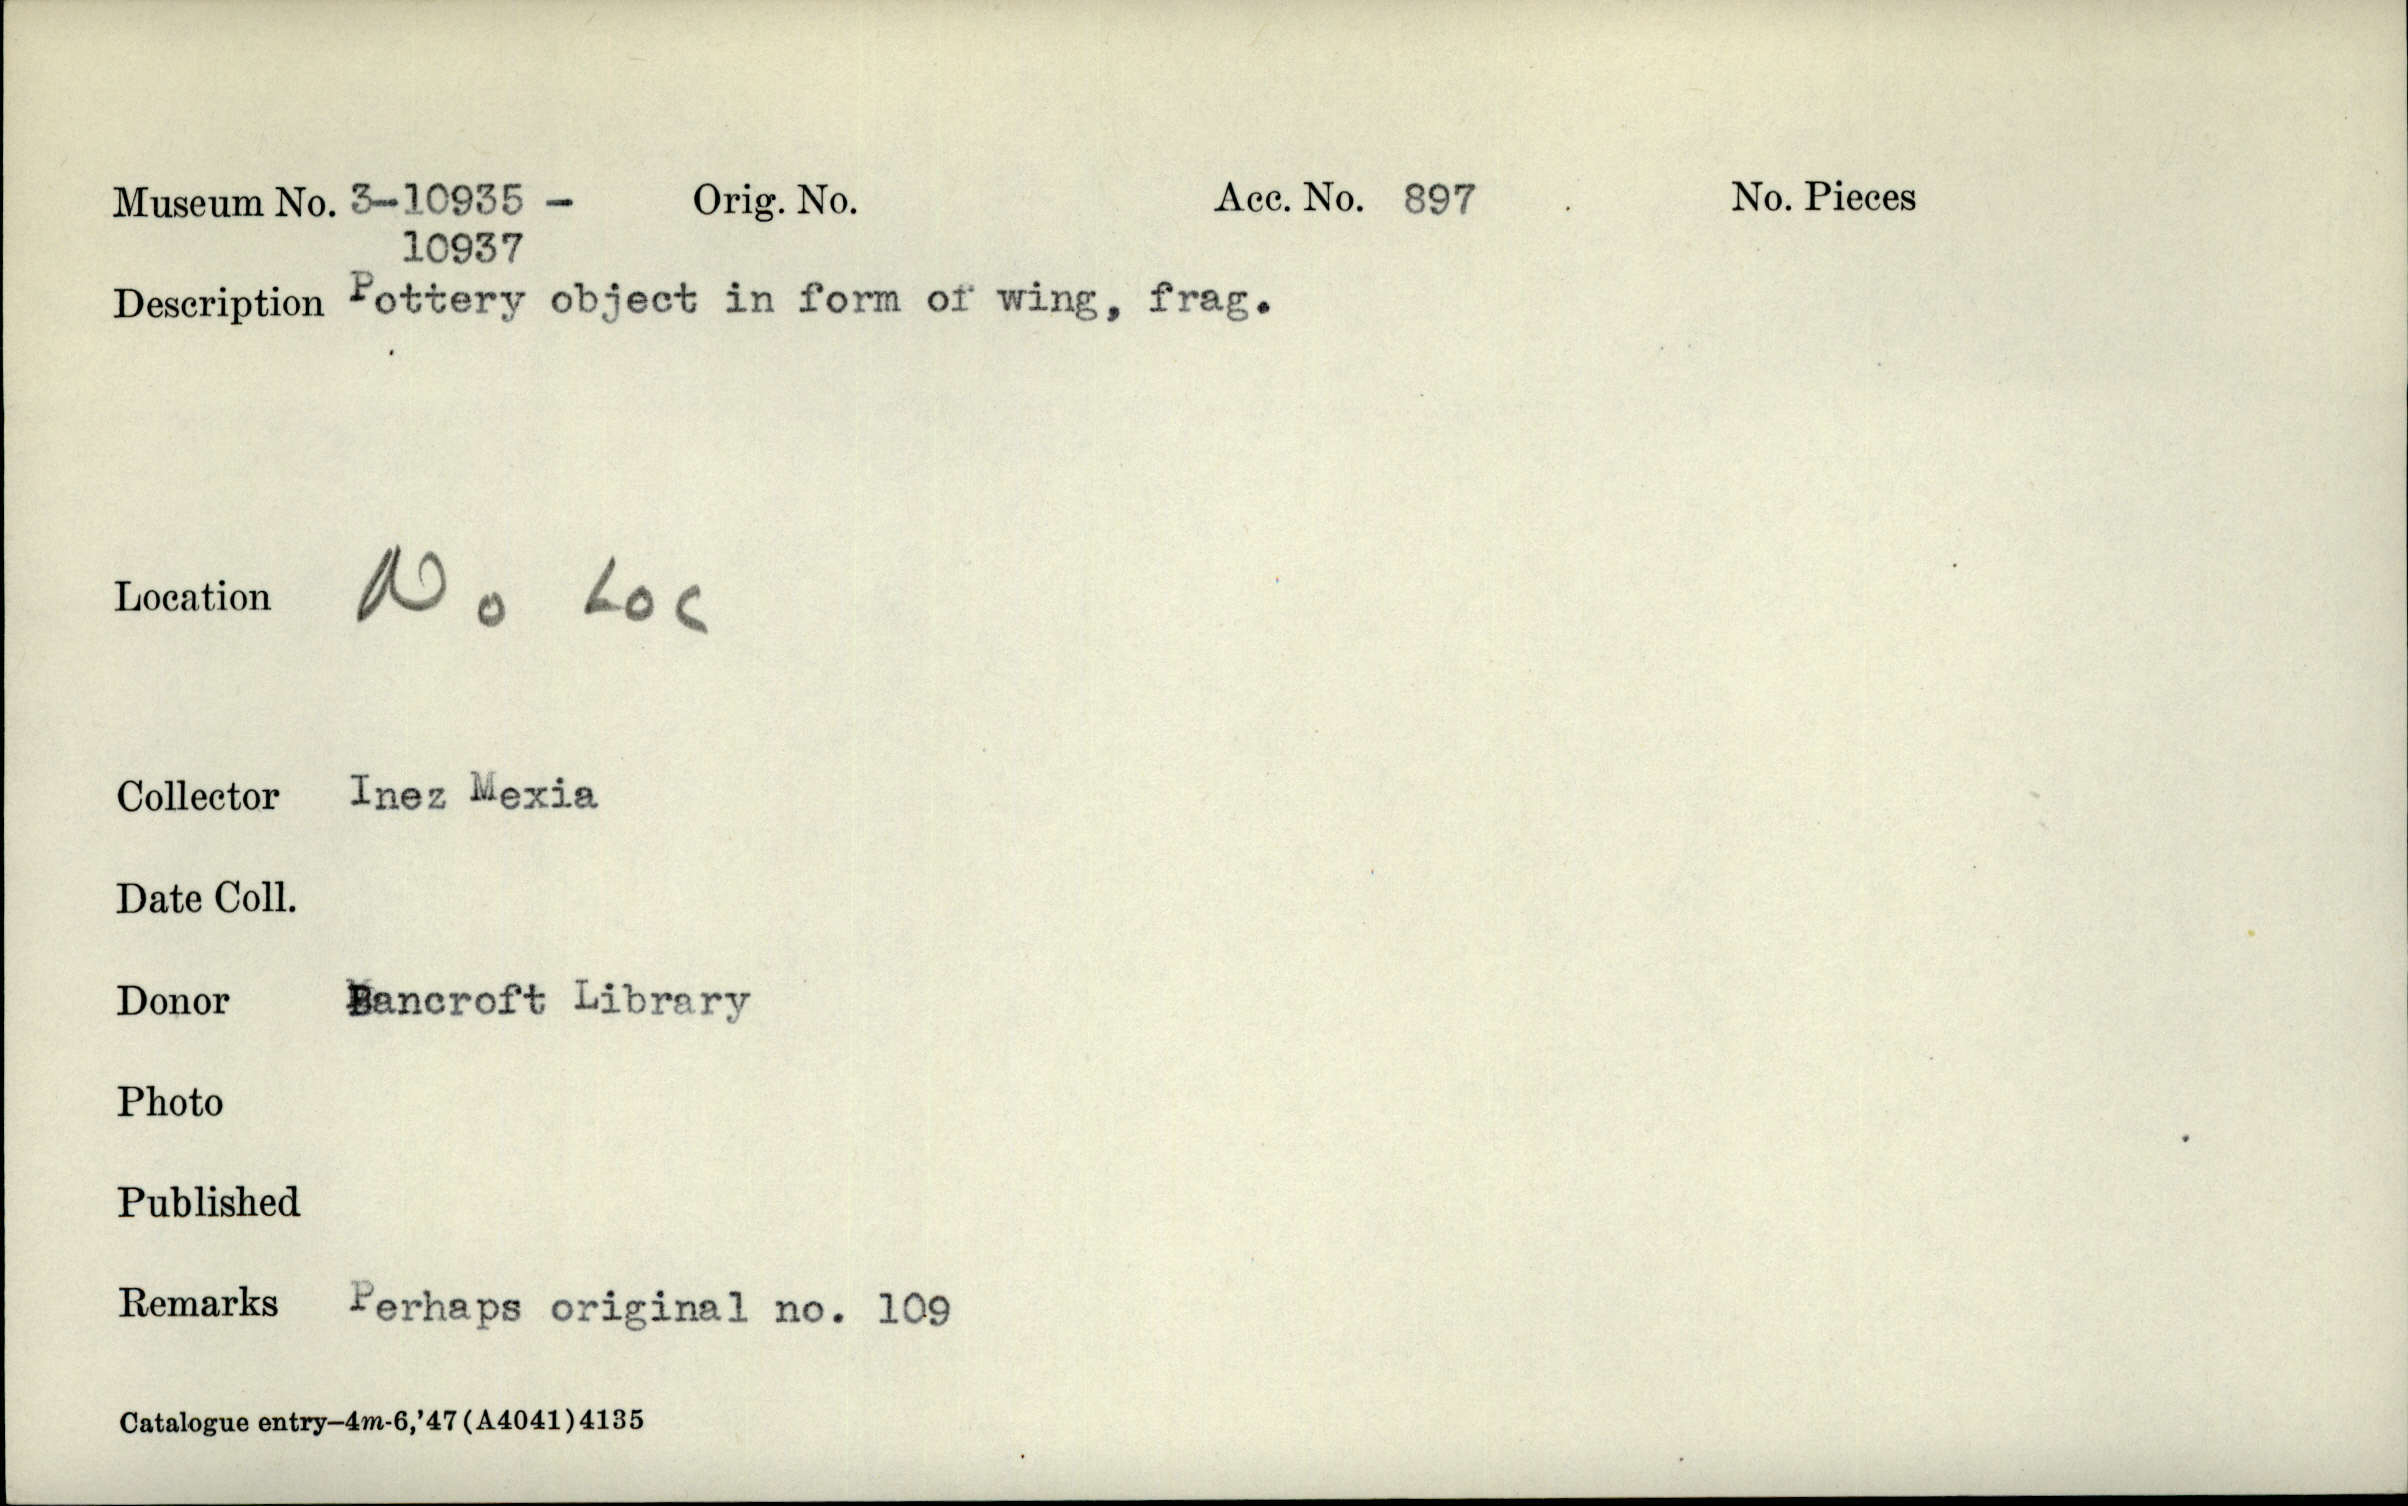 Museum No. 3-10935 - Orig. No. Acc. No. 897 No. Pieces
10937
Description Pottery object in form of wing, frag.
Location No Loc
Collector Inez Mexia
Date Coll.
Donor Bancroft Library
Photo
Published
Remarks Perhaps original no. 109
Catalogue entry—4m-6,'47(A4041)4135